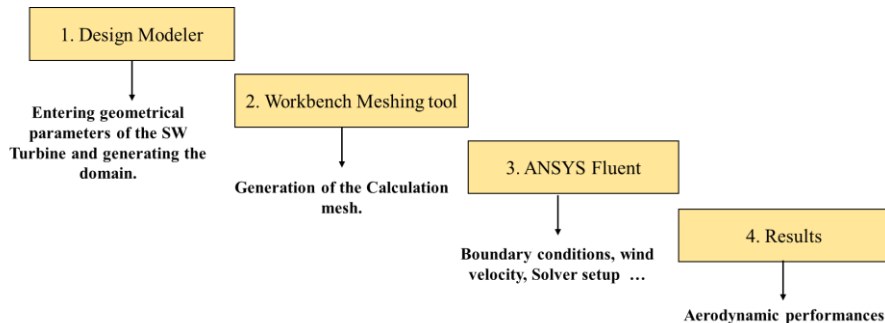 1. Design Modeler
Entering geometrical
parameters of the SW
Turbine and generating the
domain.
2. Workbench Meshing tool
Generation of the Calculation
mesh.
3. ANSYS Fluent
Boundary conditions, wind
velocity, Solver setup …
4. Results
Aerodynamic performances